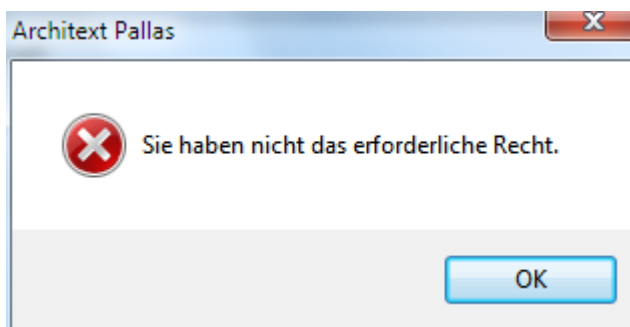 Architext Pallas
Sie haben nicht das erforderliche Recht.
OK